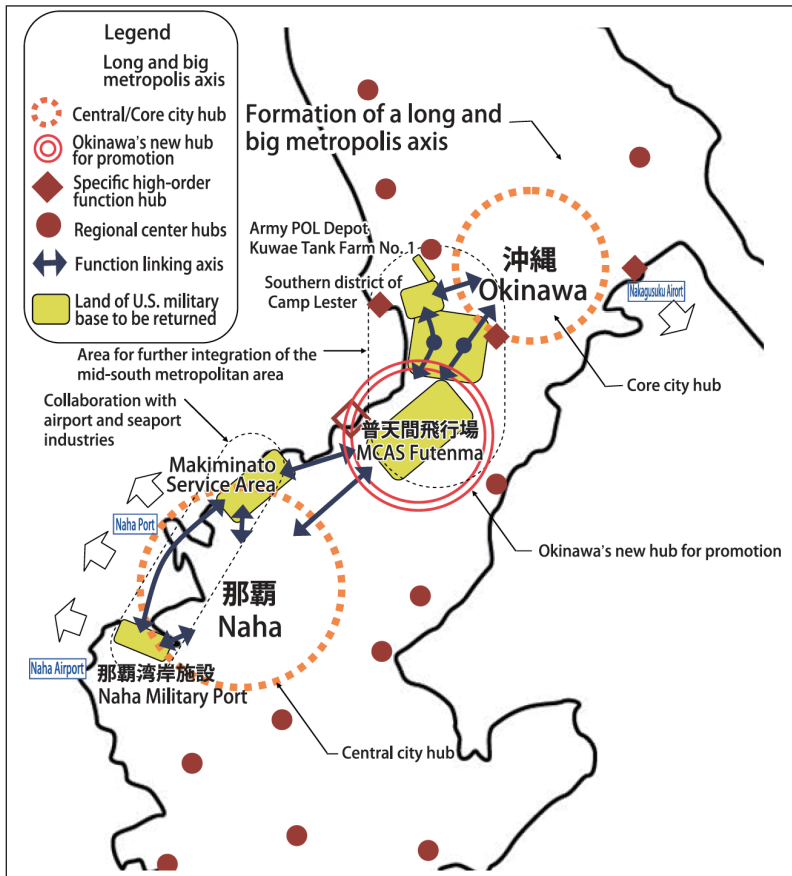 Legend
Long and big
metropolis axis
Central/Core city hub
Okinawa's new hub
for promotion
Specific high-order
function hub
Regional center hubs
Function linking axis
Land of U.S. military
base to be returned
Formation of a long and
big metropolis axis
Army POL Depot
Kuwae Tank Farm No. 1
Southern district of
Camp Lester
沖縄
Okinawa
Nakagusuku Airort
Area for further integration of the
mid-south metropolitan area
Core city hub
Collaboration with
airport and seaport
industries
普天間飛行場
MCAS Futenma
Makiminato
Service Area
Naha Port
Okinawa's new hub for promotion
那覇
Naha
Naha Airport
那覇湾岸施設
Naha Military Port
Central city hub